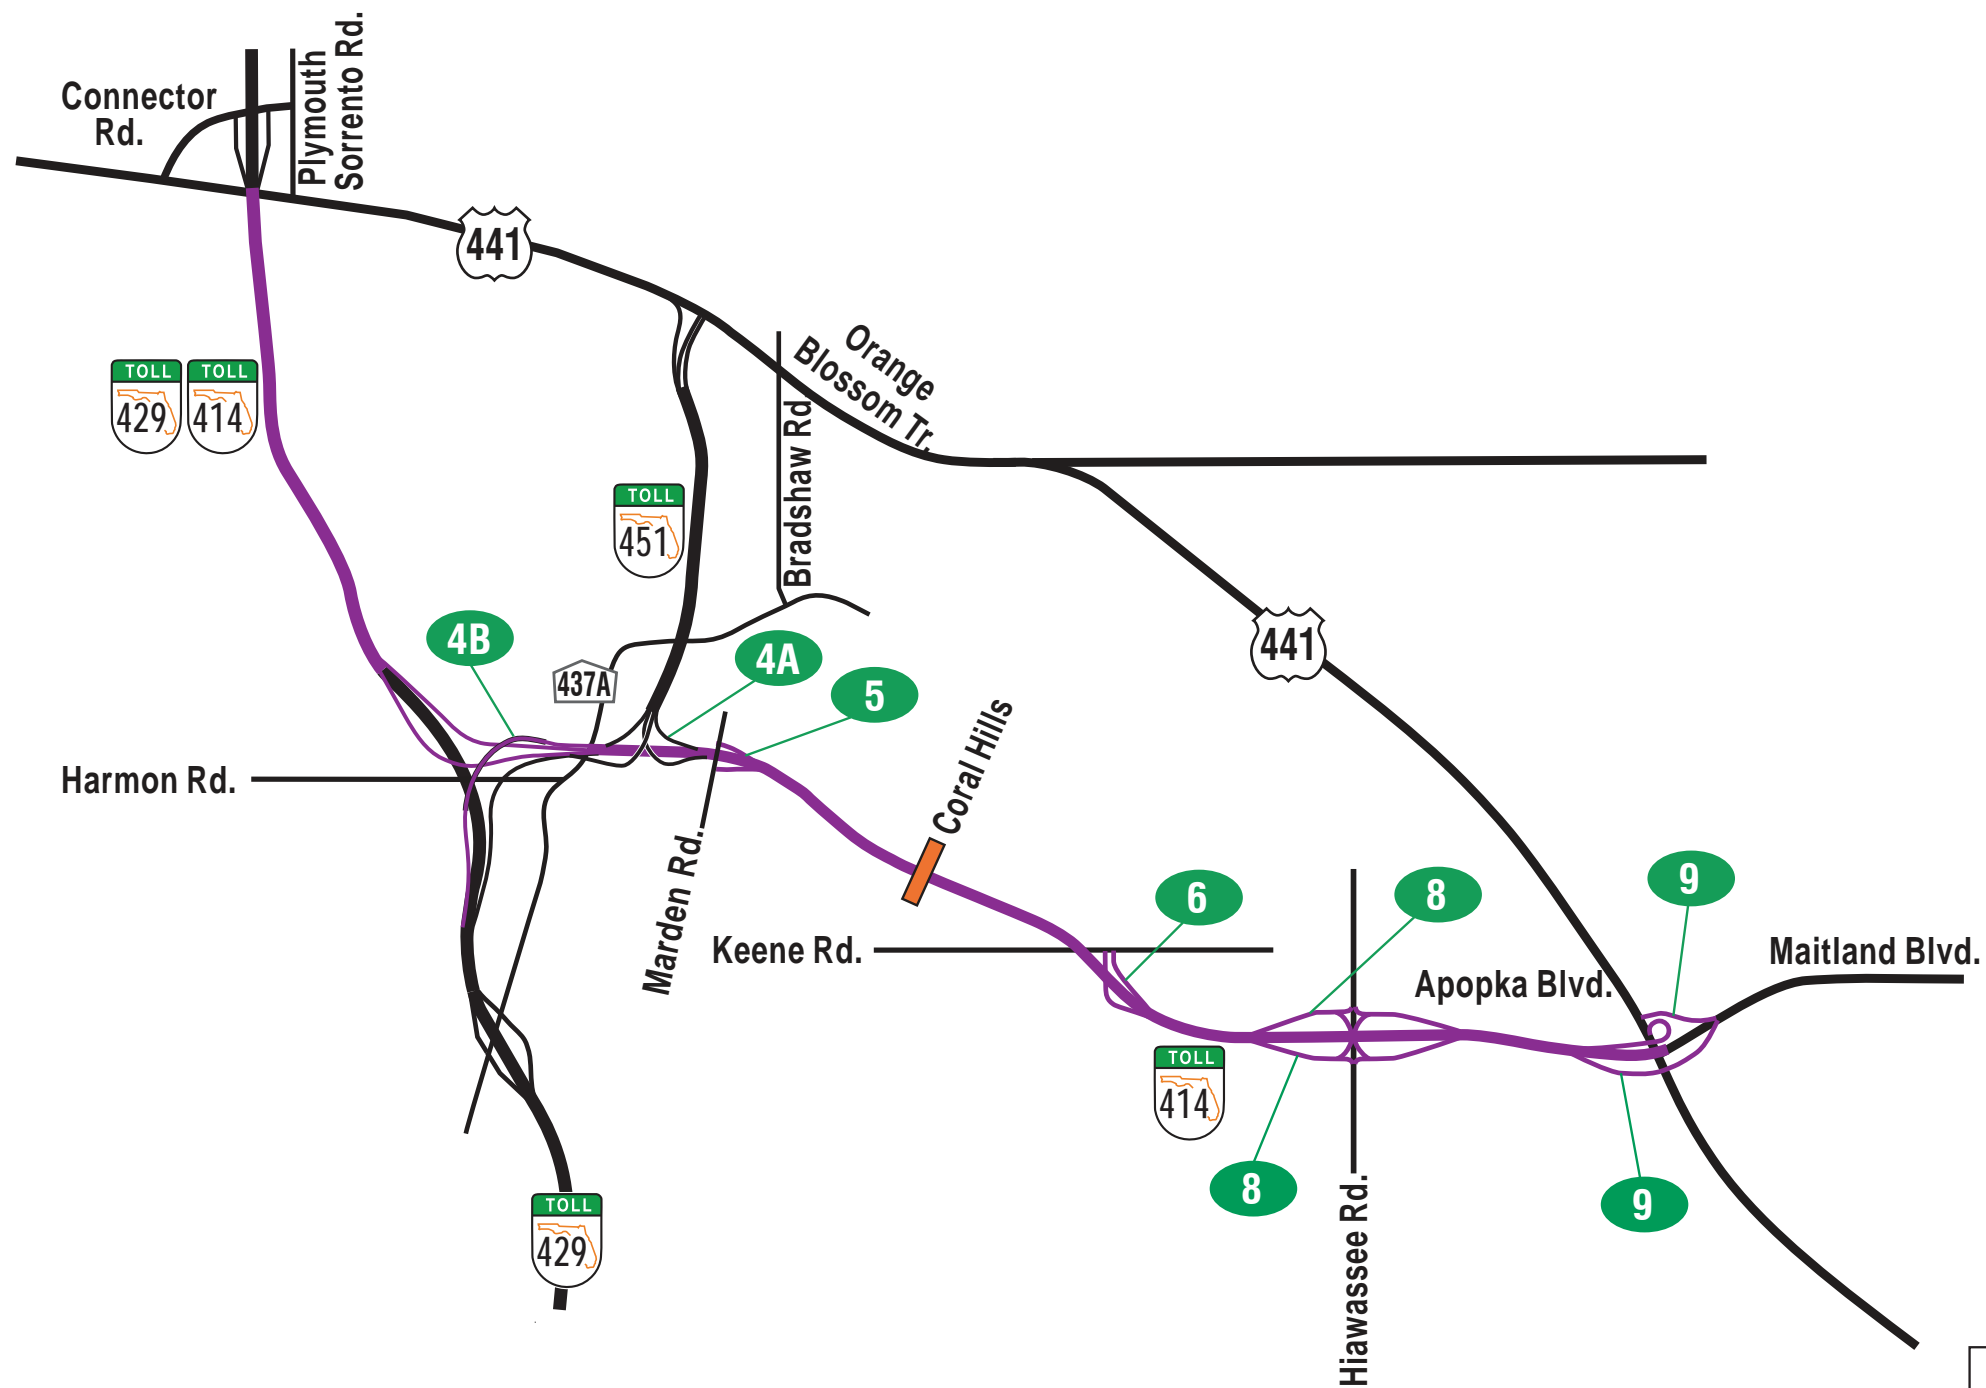 Connector
Rd.
Plymouth
Sorrento Rd.
441
Orange
Blossom Tr.
TOLL
429
TOLL
414
TOLL
451
Bradshaw Rd.
441
4B
437A
4A
5
Coral Hills
Harmon Rd.
Marden Rd.
Keene Rd.
6
8
9
Apopka Blvd.
Maitland Blvd.
TOLL
414
8
9
Hiawassee Rd.
TOLL
429